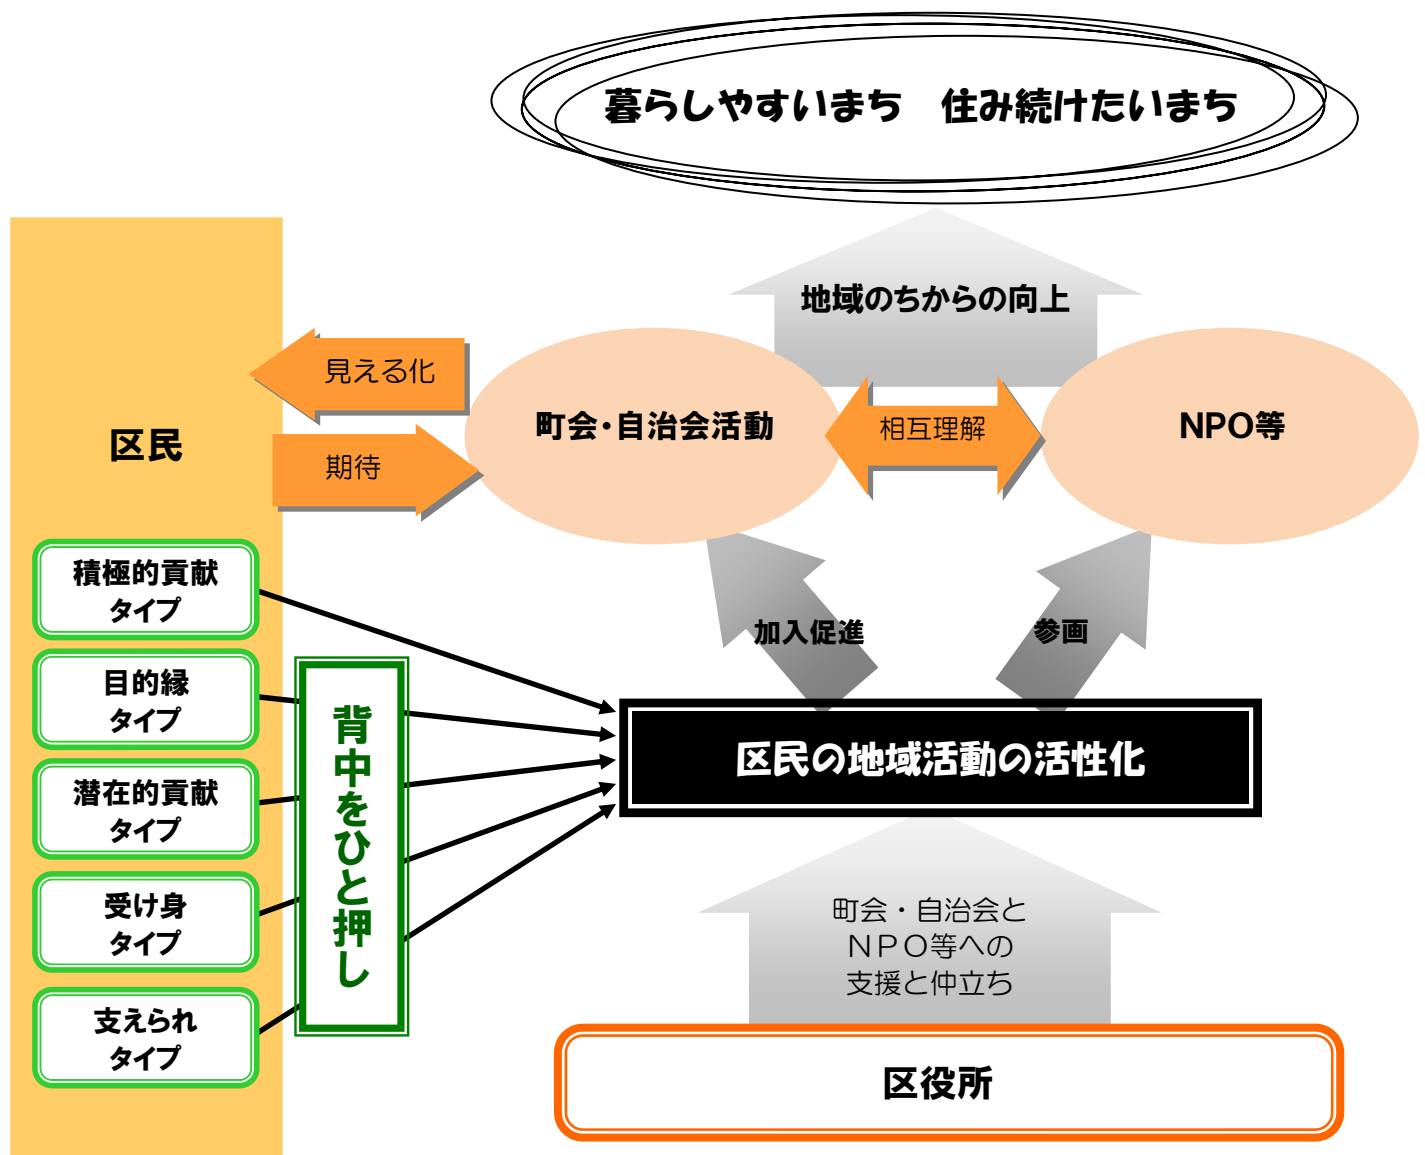 暮らしやすいまち　住み続けたいまち
地域のちからの向上
見える化
町会・自治会活動
相互理解
NPO等
区民
期待
積極的貢献
タイプ
加入促進
参画
目的縁
タイプ
背中をひと押し
区民の地域活動の活性化
潜在的貢献
タイプ
受け身
タイプ
町会・自治会と
ＮＰＯ等への
支援と仲立ち
支えられ
タイプ
区役所